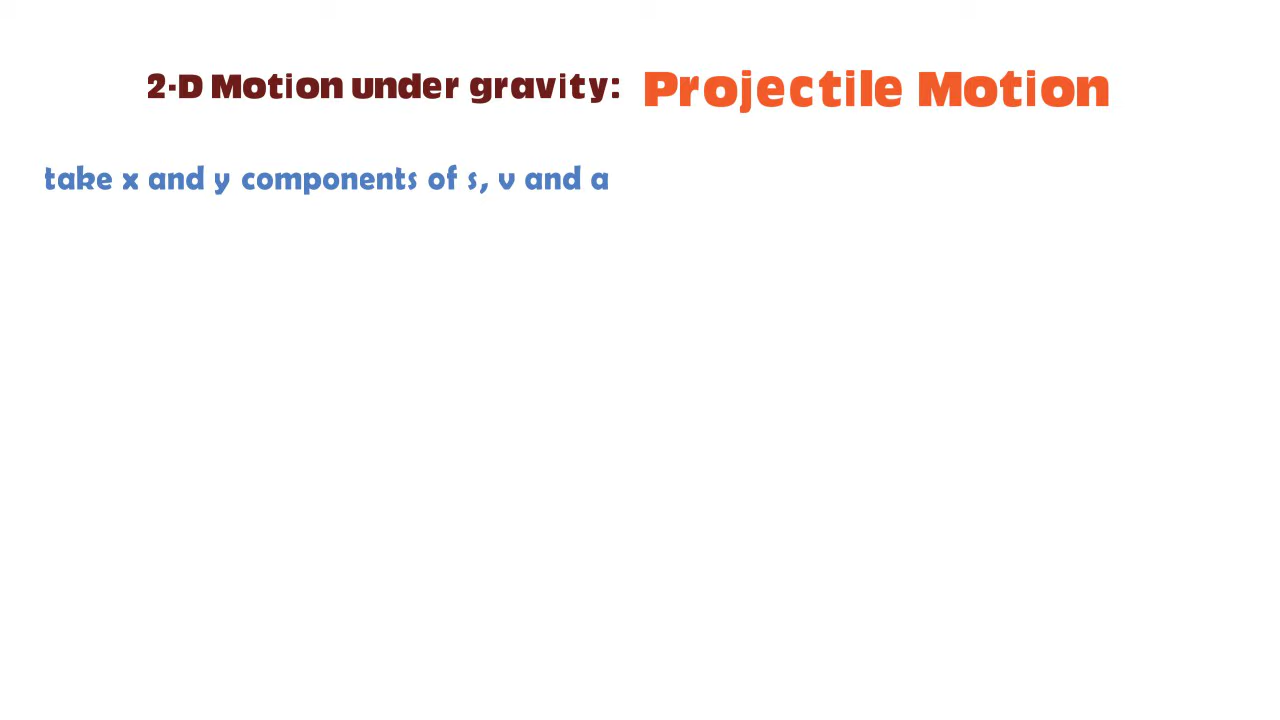 2-D Motion under gravity: Projectile Motion
take x and y components of s, v and a